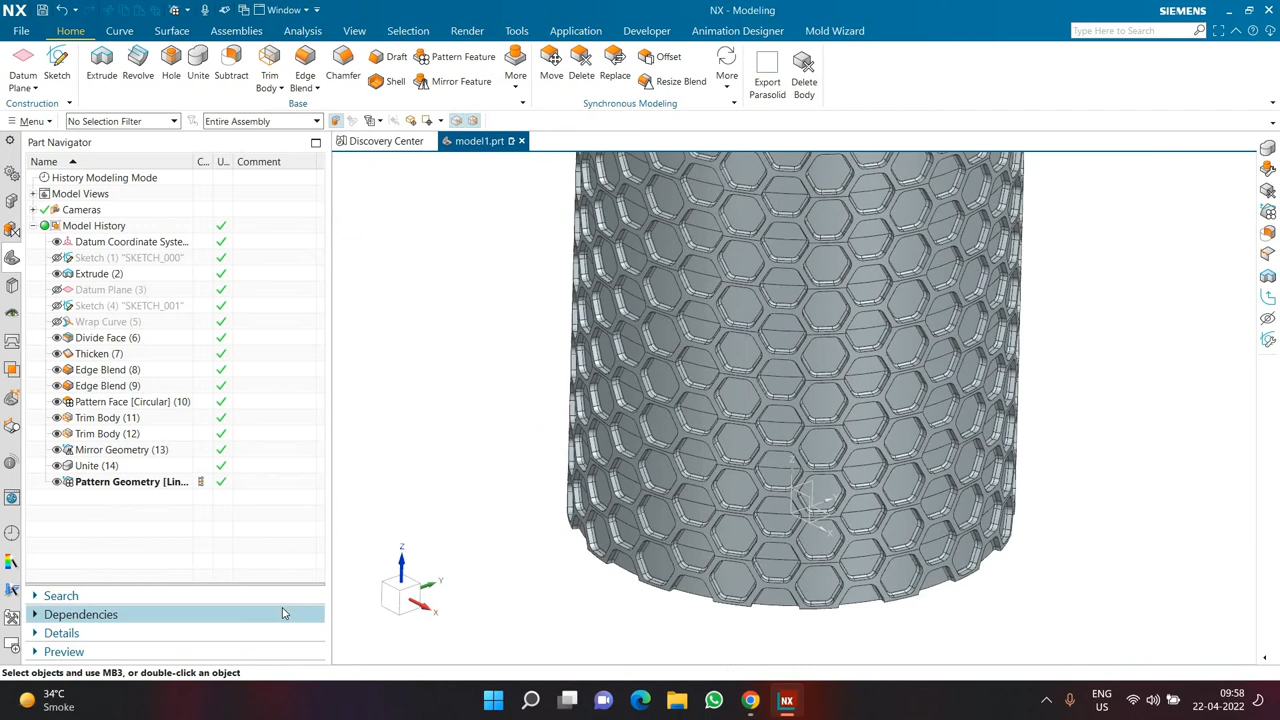 NX
Window
NX - Modeling
SIEMENS
File
Home
Curve
Surface
Assemblies
Analysis
View
Selection
Render
Tools
Application
Developer
Animation Designer
Mold Wizard
Type Here to Search
Datum Plane
Sketch
Extrude
Revolve
Hole
Unite
Subtract
Trim Body
Edge Blend
Chamfer
Draft
Shell
Pattern Feature
Mirror Feature
More
Move
Delete
Replace
Offset
Resize Blend
More
Export Parasolid
Delete Body
Construction
Base
Synchronous Modeling
Menu
No Selection Filter
Entire Assembly
Part Navigator
Discovery Center
model1.prt
Name
C...
U...
Comment
History Modeling Mode
Model Views
Cameras
Model History
Datum Coordinate Syste...
Sketch (1) "SKETCH_000"
Extrude (2)
Datum Plane (3)
Sketch (4) "SKETCH_001"
Wrap Curve (5)
Divide Face (6)
Thicken (7)
Edge Blend (8)
Edge Blend (9)
Pattern Face [Circular] (10)
Trim Body (11)
Trim Body (12)
Mirror Geometry (13)
Unite (14)
Pattern Geometry [Lin...
Z
Y
X
Z
Y
X
Search
Dependencies
Details
Preview
Select objects and use MB3, or double-click an object
34°C
Smoke
NX
ENG
US
09:58
22-04-2022